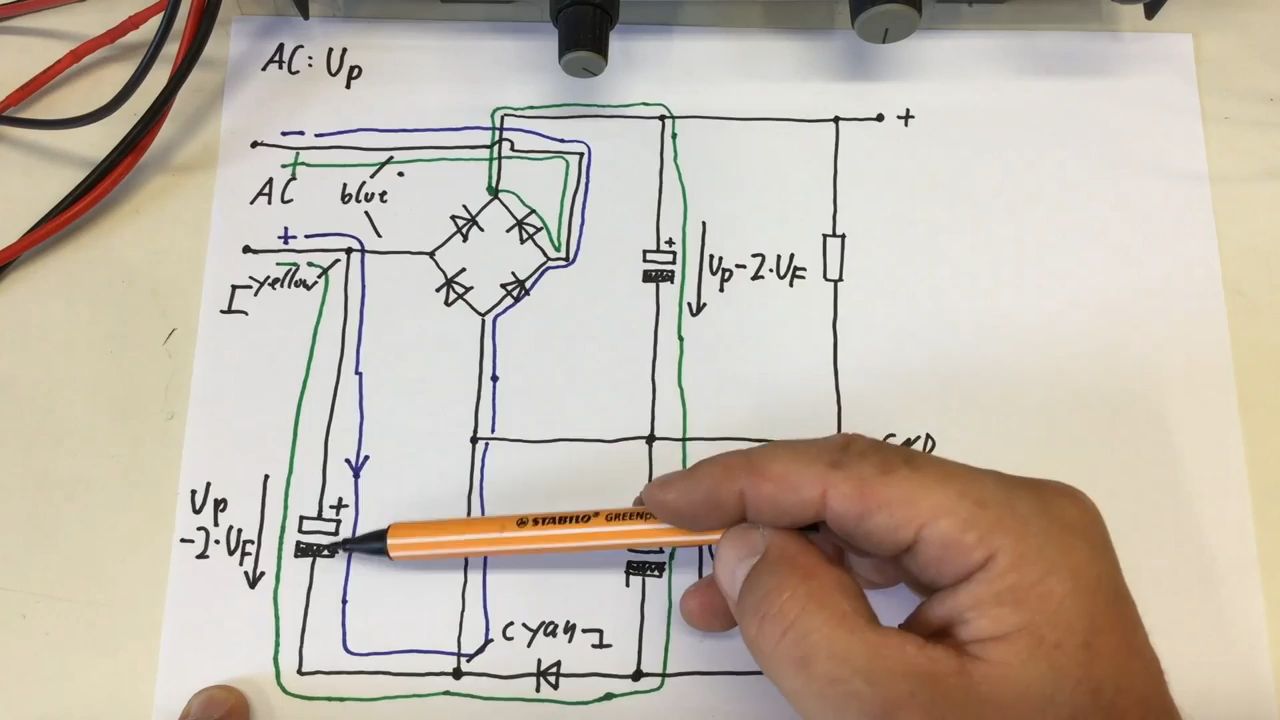 AC: Up
+
−
+
AC
blue
+
+
Up-2·UF
yellow
I
Up
-2·UF
+
STABILO® GREENp
cyan I